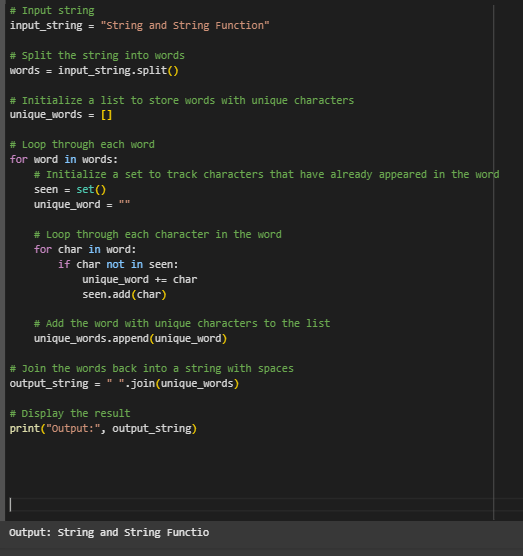 # Input string
input_string = "String and String Function"
# Split the string into words
words = input_string.split()
# Initialize a list to store words with unique characters
unique_words = []
# Loop through each word
for word in words:
    # Initialize a set to track characters that have already appeared in the word
    seen = set()
    unique_word = ""
    # Loop through each character in the word
    for char in word:
        if char not in seen:
            unique_word += char
            seen.add(char)
    # Add the word with unique characters to the list
    unique_words.append(unique_word)
# Join the words back into a string with spaces
output_string = " ".join(unique_words)
# Display the result
print("Output:", output_string)
Output: String and String Functio